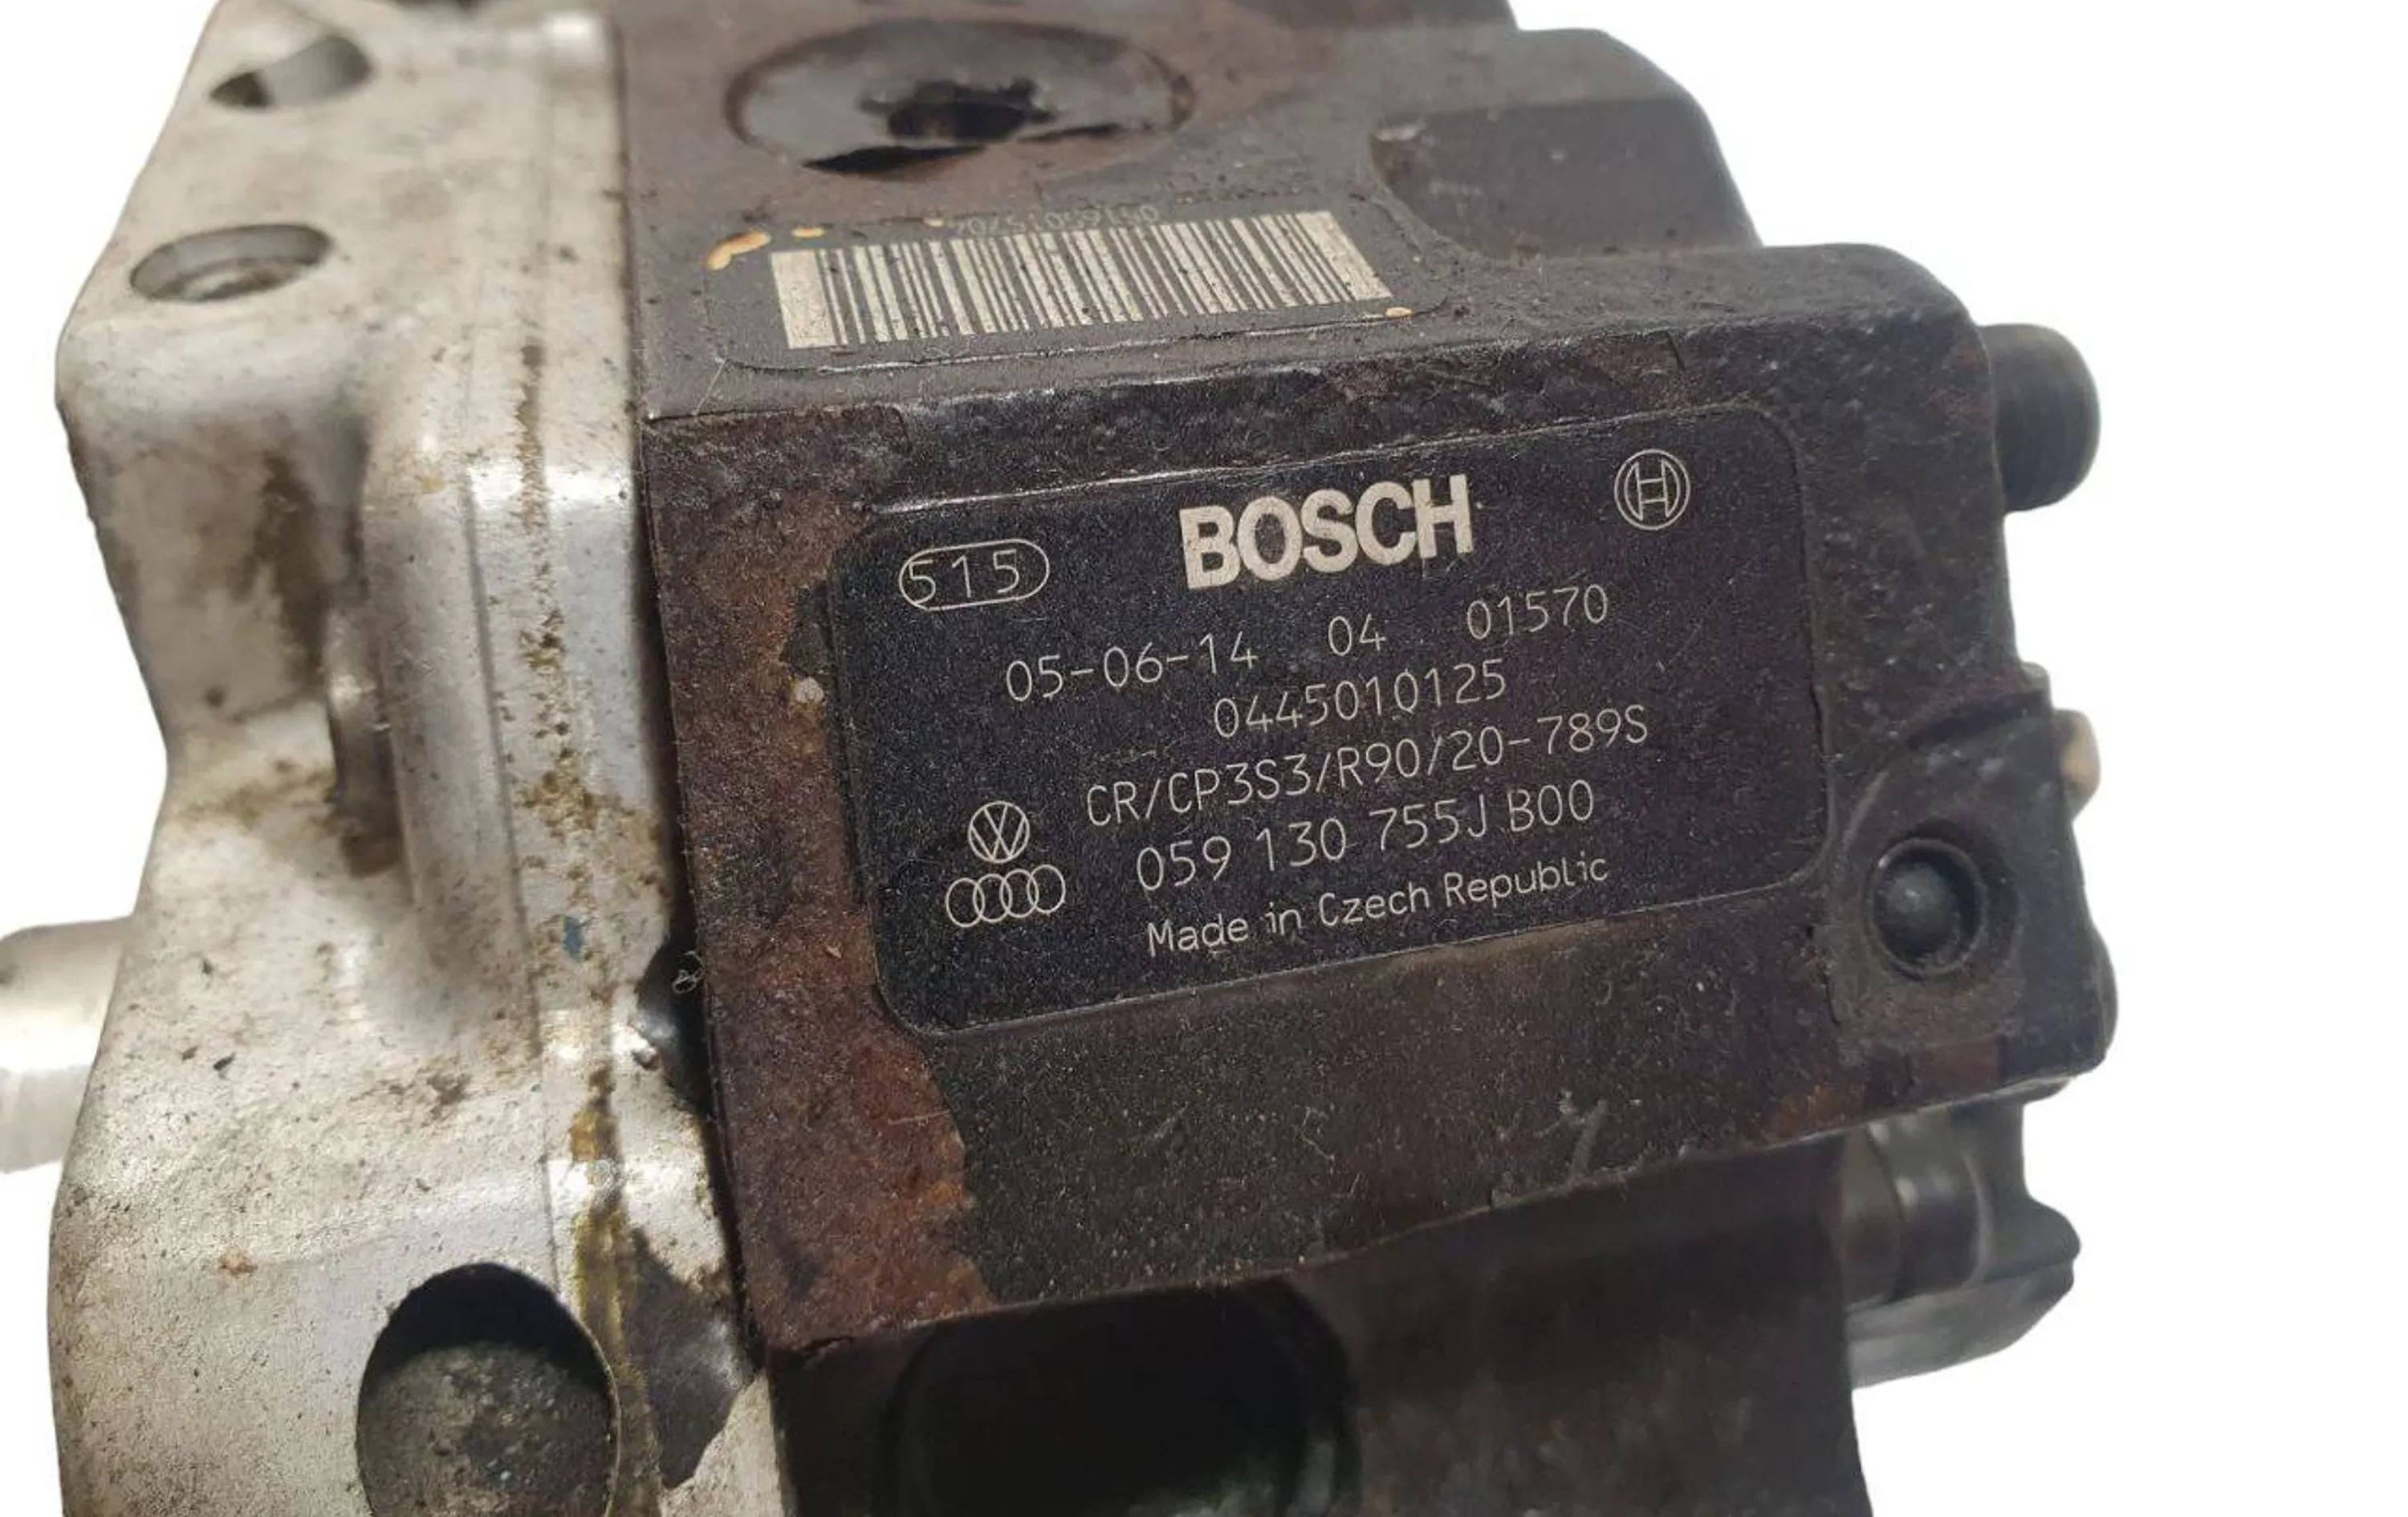 BOSCH
515
05-06-14 04 01570
0445010125
CR/CP3S3/R90/20-789S
059 130 755J B00
Made in Czech Republic